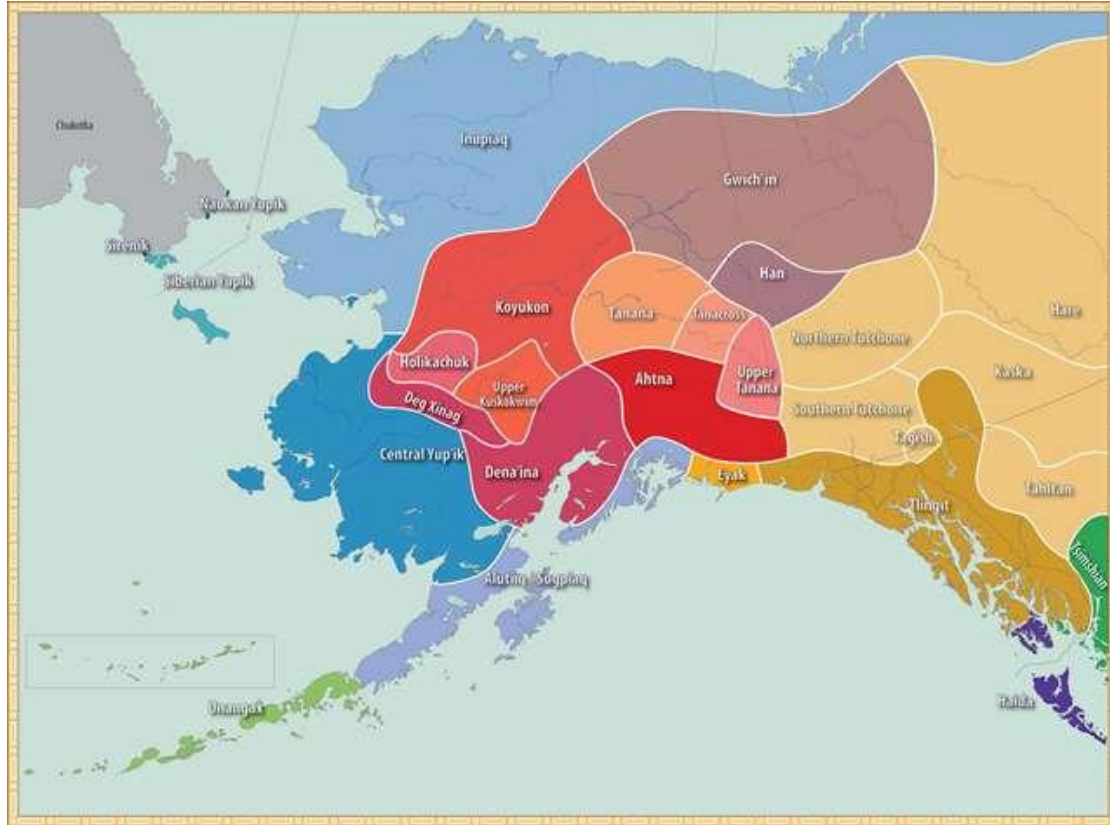 Chukotka
Inupiaq
Gwich'in
Naukan Yupik
Sirenik
Siberian Yupik
Han
Koyukon
Tanana
Tanacross
Hare
Northern Tutchone
Holikachuk
Upper
Kuskokwim
Ahtna
Upper
Tanana
Kaska
Deg Xinag
Southern Tutchone
Tagish
Central Yup'ik
Dena'ina
Eyak
Tahltan
Tlingit
Tsimshian
Alutiiq - Sugpiaq
Unangax
Haida